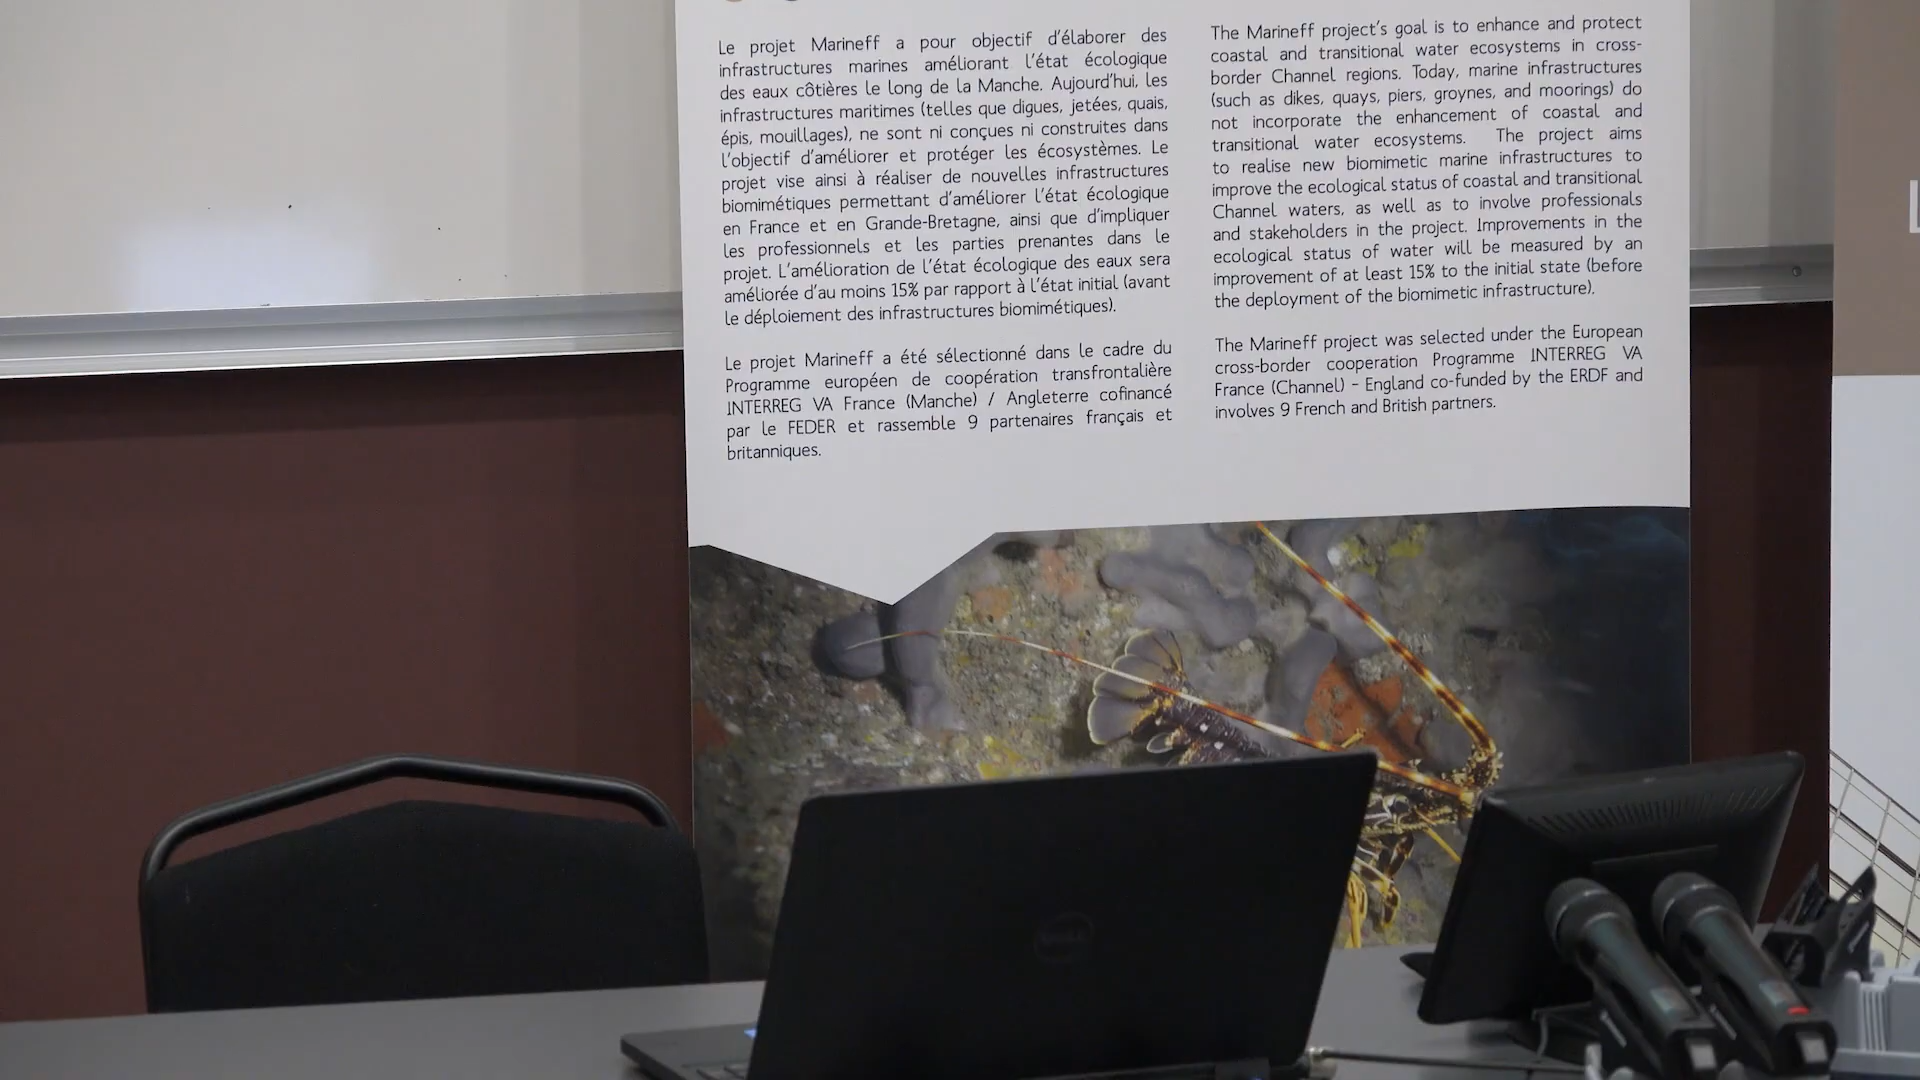 Le projet Marineff a pour objectif d'élaborer des
infrastructures marines améliorant l'état écologique
des eaux côtières le long de la Manche. Aujourd'hui, les
infrastructures maritimes (telles que digues, jetées, quais,
épis, mouillages), ne sont ni conçues ni construites dans
l'objectif d'améliorer et protéger les écosystèmes. Le
projet vise ainsi à réaliser de nouvelles infrastructures
biomimétiques permettant d'améliorer l'état écologique
en France et en Grande-Bretagne, ainsi que d'impliquer
les professionnels et les parties prenantes dans le
projet. L'amélioration de l'état écologique des eaux sera
améliorée d'au moins 15% par rapport à l'état initial (avant
le déploiement des infrastructures biomimétiques).
Le projet Marineff a été sélectionné dans le cadre du
Programme européen de coopération transfrontalière
INTERREG VA France (Manche) / Angleterre cofinancé
par le FEDER et rassemble 9 partenaires français et
britanniques.
The Marineff project's goal is to enhance and protect
coastal and transitional water ecosystems in cross-
border Channel regions. Today, marine infrastructures
(such as dikes, quays, piers, groynes, and moorings) do
not incorporate the enhancement of coastal and
transitional water ecosystems. The project aims
to realise new biomimetic marine infrastructures to
improve the ecological status of coastal and transitional
Channel waters, as well as to involve professionals
and stakeholders in the project. Improvements in the
ecological status of water will be measured by an
improvement of at least 15% to the initial state (before
the deployment of the biomimetic infrastructure).
The Marineff project was selected under the European
cross-border cooperation Programme INTERREG VA
France (Channel) - England co-funded by the ERDF and
involves 9 French and British partners.
DELL